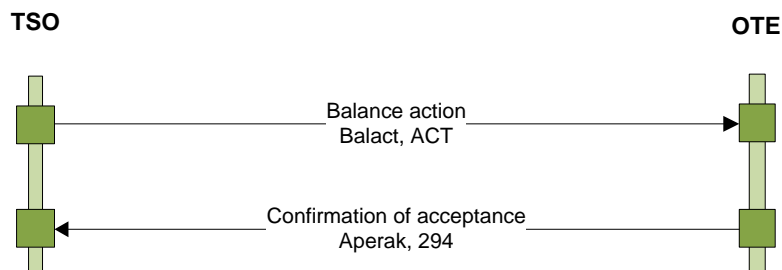 TSO
OTE
Balance action
Balact, ACT
Confirmation of acceptance
Aperak, 294